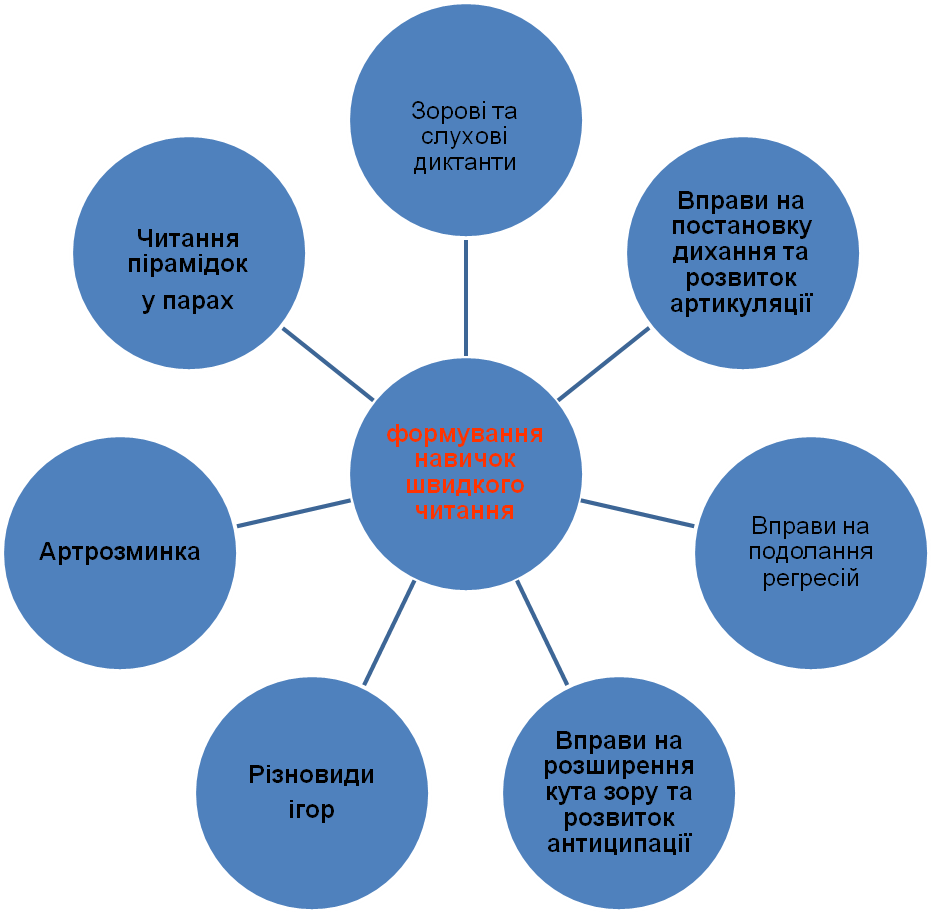 Зорові та
слухові
диктанти
Вправи на
постановку
дихання та
розвиток
артикуляції
Вправи на
подолання
регресій
Вправи на
розширення
кута зору та
розвиток
антиципації
Різновиди
ігор
Артрозминка
Читання
пірамідок
у парах
формування
навичок
швидкого
читання